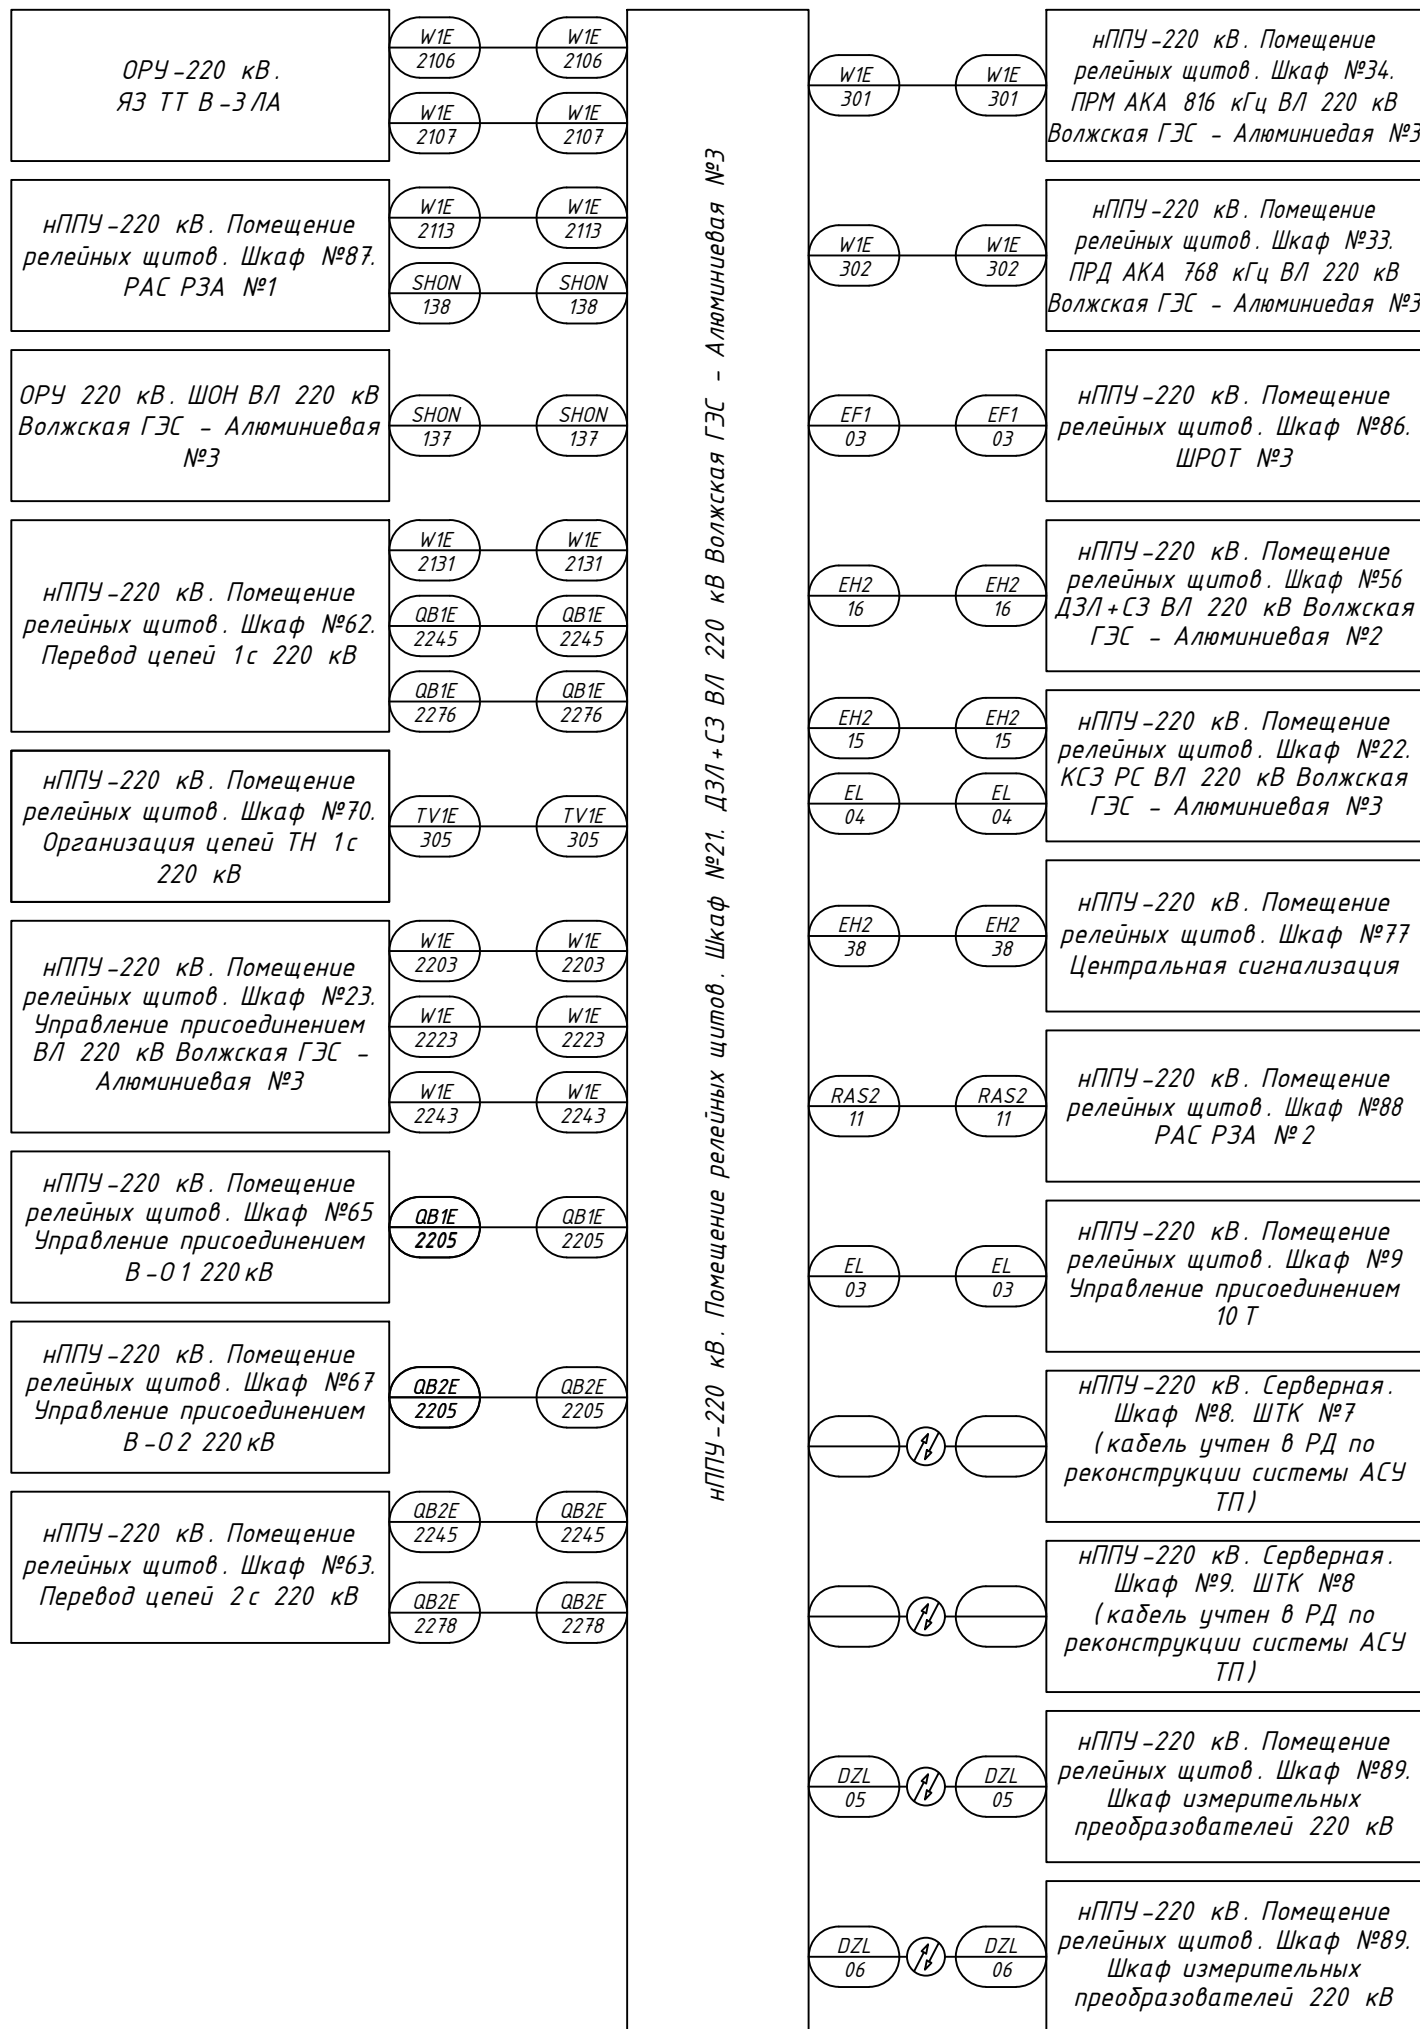 ОРУ-220 кВ.
ЯЗ ТТ В-3ЛА
W1E
2106
W1E
2106
W1E
2107
W1E
2107
нППУ-220 кВ. Помещение
релейных щитов. Шкаф №87.
РАС РЗА №1
W1E
2113
W1E
2113
SHON
138
SHON
138
ОРУ 220 кВ. ШОН ВЛ 220 кВ
Волжская ГЭС - Алюминиевая
№3
SHON
137
SHON
137
нППУ-220 кВ. Помещение
релейных щитов. Шкаф №62.
Перевод цепей 1с 220 кВ
W1E
2131
W1E
2131
QB1E
2245
QB1E
2245
QB1E
2276
QB1E
2276
нППУ-220 кВ. Помещение
релейных щитов. Шкаф №70.
Организация цепей ТН 1с
220 кВ
TV1E
305
TV1E
305
нППУ-220 кВ. Помещение
релейных щитов. Шкаф №23.
Управление присоединением
ВЛ 220 кВ Волжская ГЭС -
Алюминиевая №3
W1E
2203
W1E
2203
W1E
2223
W1E
2223
W1E
2243
W1E
2243
нППУ-220 кВ. Помещение
релейных щитов. Шкаф №65
Управление присоединением
В-О1 220кВ
QB1E
2205
QB1E
2205
нППУ-220 кВ. Помещение
релейных щитов. Шкаф №67
Управление присоединением
В-О2 220кВ
QB2E
2205
QB2E
2205
нППУ-220 кВ. Помещение
релейных щитов. Шкаф №63.
Перевод цепей 2с 220 кВ
QB2E
2245
QB2E
2245
QB2E
2278
QB2E
2278
нППУ-220 кВ. Помещение релейных щитов. Шкаф №21. ДЗЛ+СЗ ВЛ 220 кВ Волжская ГЭС - Алюминиевая №3
W1E
301
W1E
301
нППУ-220 кВ. Помещение
релейных щитов. Шкаф №34.
ПРМ АКА 816 кГц ВЛ 220 кВ
Волжская ГЭС - Алюминиедая №3
W1E
302
W1E
302
нППУ-220 кВ. Помещение
релейных щитов. Шкаф №33.
ПРД АКА 768 кГц ВЛ 220 кВ
Волжская ГЭС - Алюминиедая №3
EF1
03
EF1
03
нППУ-220 кВ. Помещение
релейных щитов. Шкаф №86.
ШРОТ №3
EH2
16
EH2
16
нППУ-220 кВ. Помещение
релейных щитов. Шкаф №56
ДЗЛ+СЗ ВЛ 220 кВ Волжская
ГЭС - Алюминиевая №2
EH2
15
EH2
15
EL
04
EL
04
нППУ-220 кВ. Помещение
релейных щитов. Шкаф №22.
КСЗ РС ВЛ 220 кВ Волжская
ГЭС - Алюминиевая №3
EH2
38
EH2
38
нППУ-220 кВ. Помещение
релейных щитов. Шкаф №77
Центральная сигнализация
RAS2
11
RAS2
11
нППУ-220 кВ. Помещение
релейных щитов. Шкаф №88
РАС РЗА №2
EL
03
EL
03
нППУ-220 кВ. Помещение
релейных щитов. Шкаф №9
Управление присоединением
10Т
нППУ-220 кВ. Серверная.
Шкаф №8. ШТК №7
(кабель учтен в РД по
реконструкции системы АСУ
ТП)
нППУ-220 кВ. Серверная.
Шкаф №9. ШТК №8
(кабель учтен в РД по
реконструкции системы АСУ
ТП)
DZL
05
DZL
05
нППУ-220 кВ. Помещение
релейных щитов. Шкаф №89.
Шкаф измерительных
преобразователей 220 кВ
DZL
06
DZL
06
нППУ-220 кВ. Помещение
релейных щитов. Шкаф №89.
Шкаф измерительных
преобразователей 220 кВ